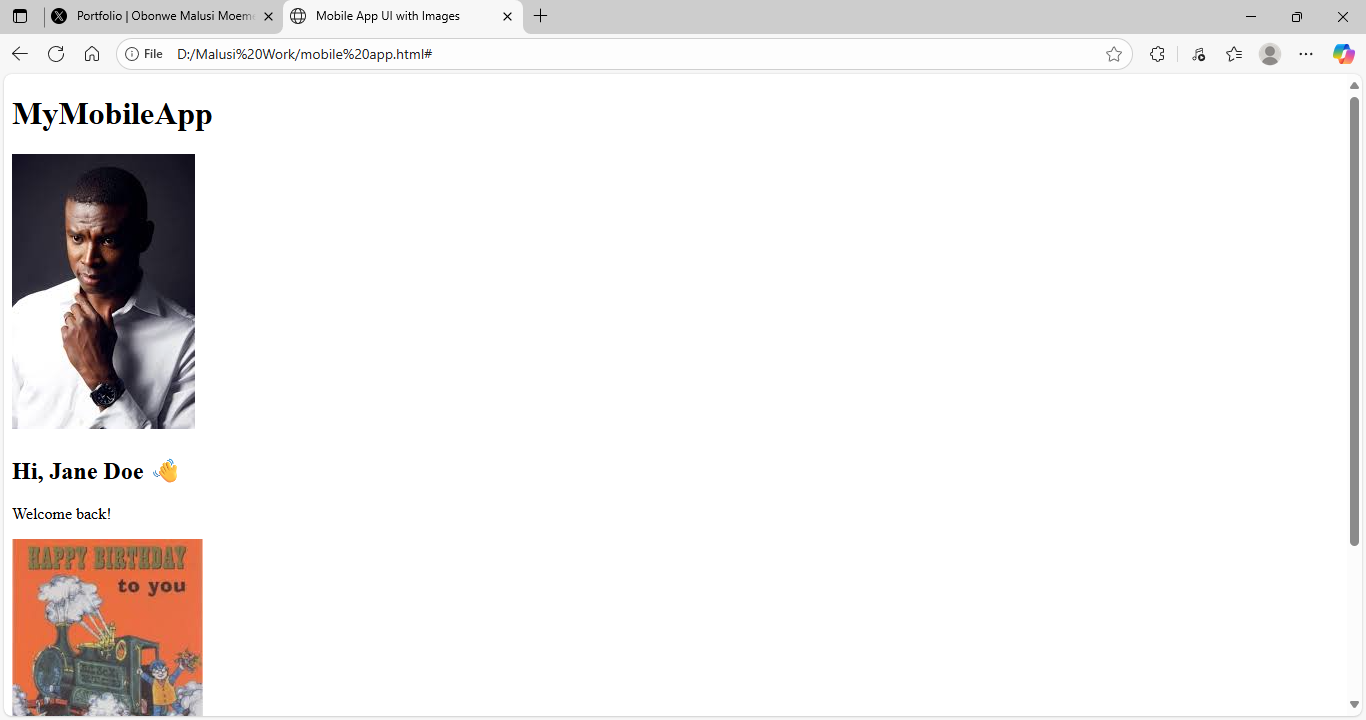 Portfolio | Obonwe Malusi Moeme
Mobile App UI with Images
File D:/Malusi%20Work/mobile%20app.html#
MyMobileApp
Hi, Jane Doe 👋
Welcome back!
HAPPY BIRTHDAY
to you